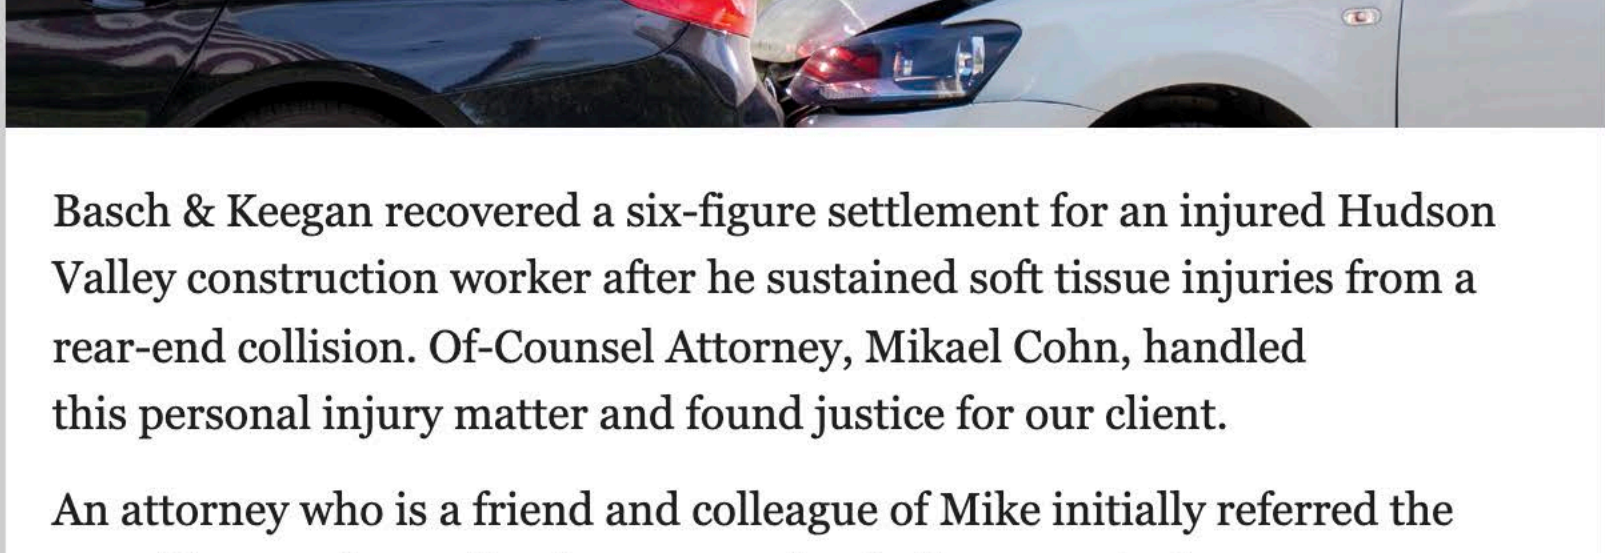 Basch & Keegan recovered a six-figure settlement for an injured Hudson
Valley construction worker after he sustained soft tissue injuries from a
rear-end collision. Of-Counsel Attorney, Mikael Cohn, handled
this personal injury matter and found justice for our client.
An attorney who is a friend and colleague of Mike initially referred the